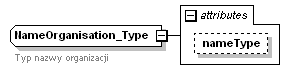 attributes
NameOrganisation_Type
nameType
Typ nazwy organizacji